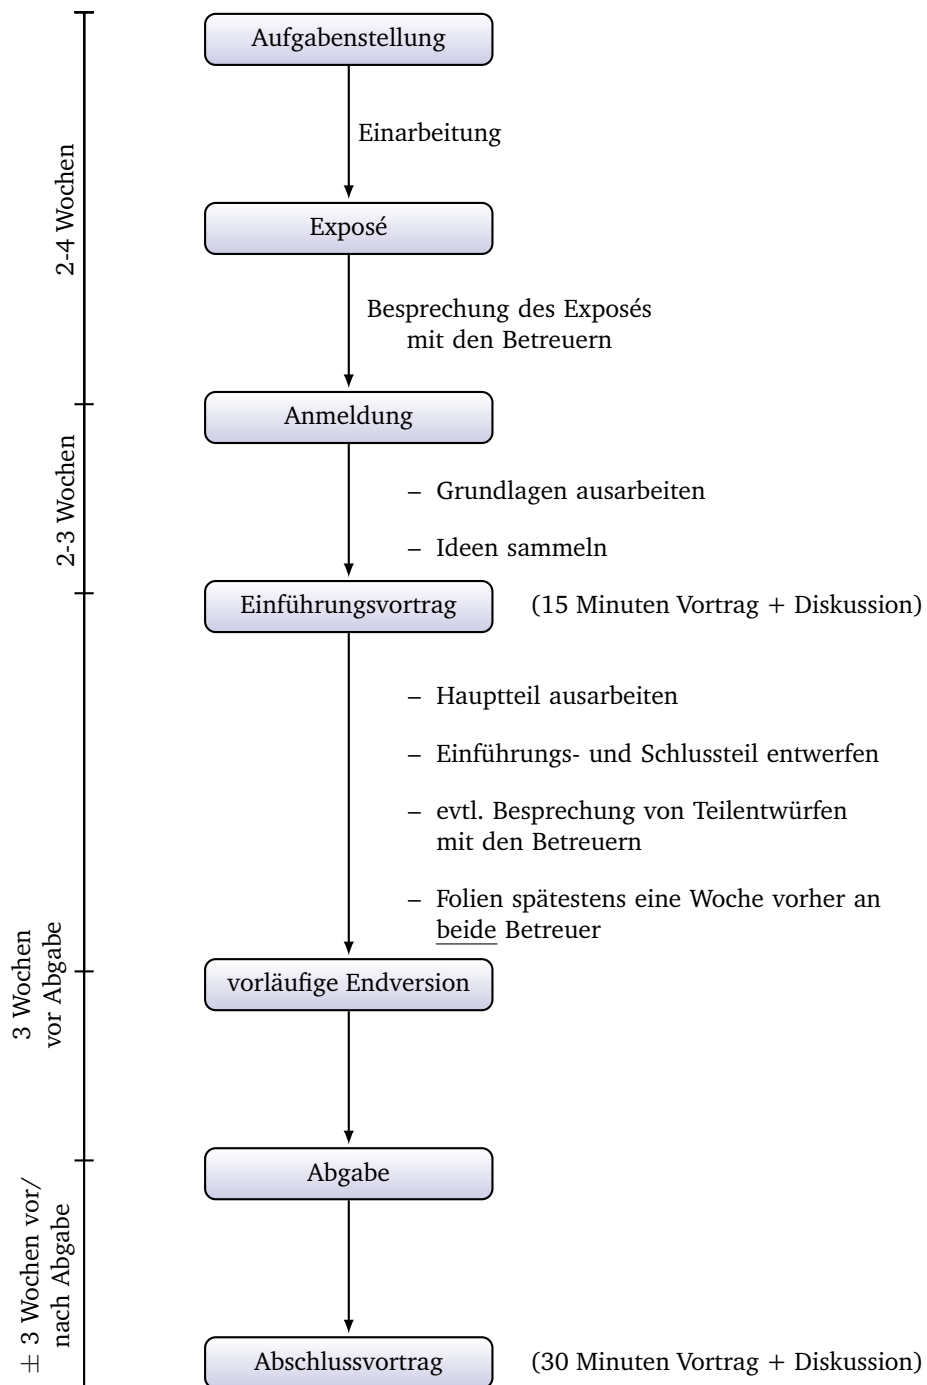 Aufgabenstellung
Einarbeitung
2-4 Wochen
Exposé
Besprechung des Exposés
mit den Betreuern
Anmeldung
2-3 Wochen
– Grundlagen ausarbeiten
– Ideen sammeln
Einführungsvortrag (15 Minuten Vortrag + Diskussion)
– Hauptteil ausarbeiten
– Einführungs- und Schlussteil entwerfen
– evtl. Besprechung von Teilentwürfen
mit den Betreuern
– Folien spätestens eine Woche vorher an
beide Betreuer
3 Wochen
vor Abgabe
vorläufige Endversion
Abgabe
± 3 Wochen vor/
nach Abgabe
Abschlussvortrag (30 Minuten Vortrag + Diskussion)